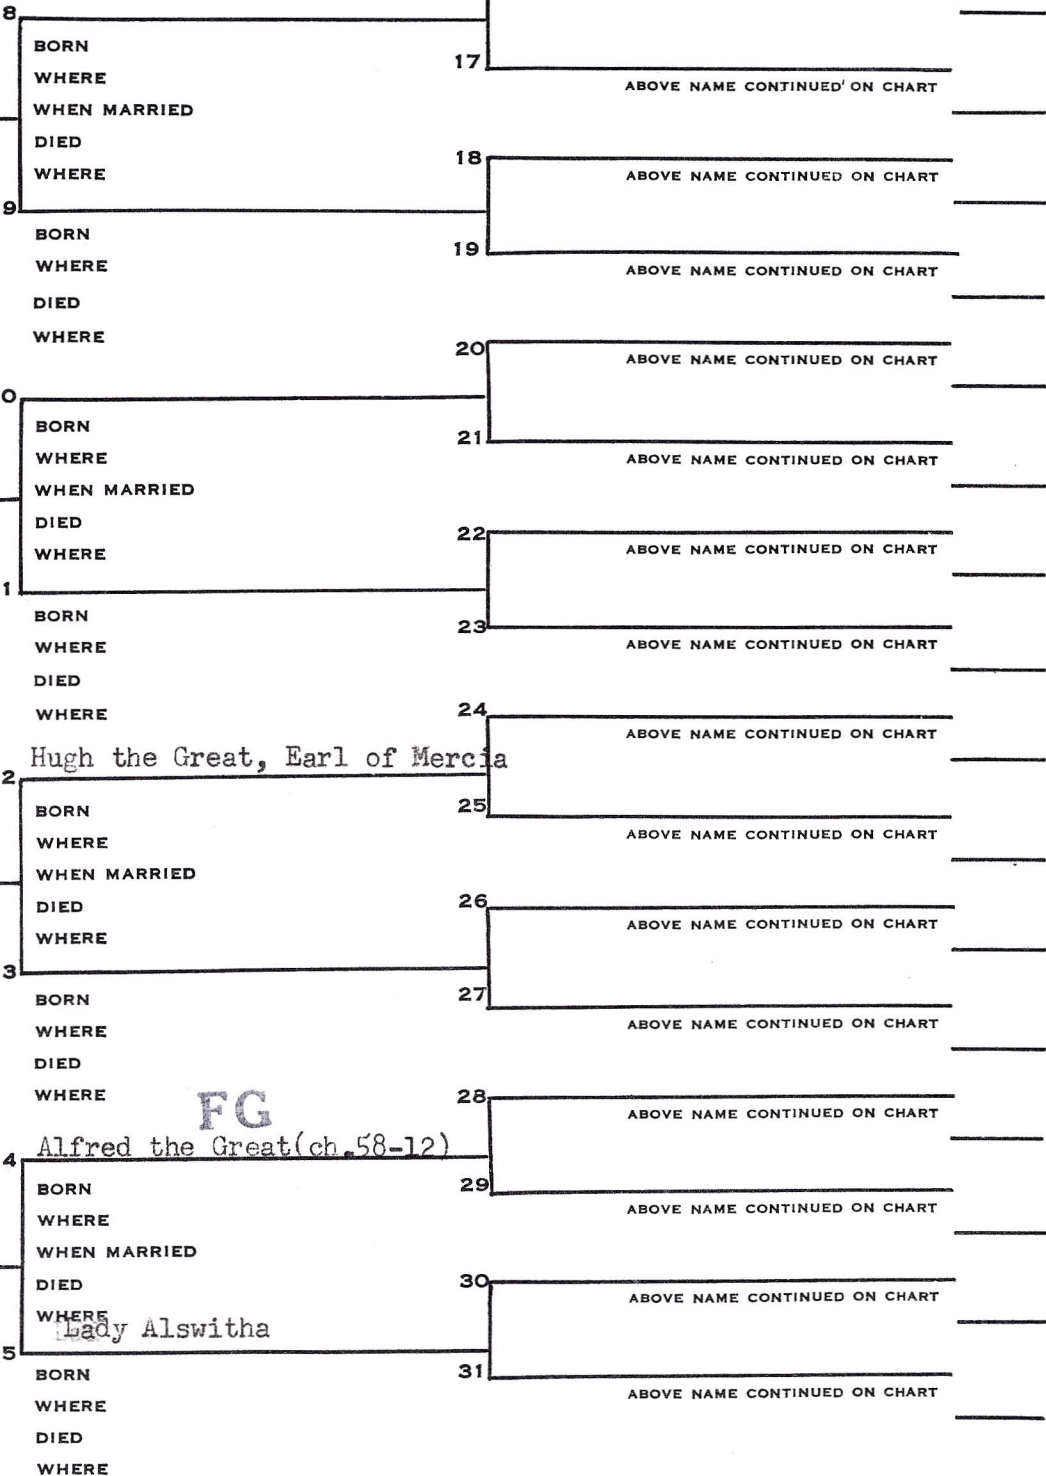 8
BORN
WHERE
WHEN MARRIED
DIED
WHERE
9
BORN
WHERE
DIED
WHERE
0
BORN
WHERE
WHEN MARRIED
DIED
WHERE
1
BORN
WHERE
DIED
WHERE
Hugh the Great, Earl of Mercia
2
BORN
WHERE
WHEN MARRIED
DIED
WHERE
3
BORN
WHERE
DIED
WHERE
FG
Alfred the Great(ch.58-12)
4
BORN
WHERE
WHEN MARRIED
DIED
WHERE
Lady Alswitha
5
BORN
WHERE
DIED
WHERE
17
ABOVE NAME CONTINUED ON CHART
18
ABOVE NAME CONTINUED ON CHART
19
ABOVE NAME CONTINUED ON CHART
20
ABOVE NAME CONTINUED ON CHART
21
ABOVE NAME CONTINUED ON CHART
22
ABOVE NAME CONTINUED ON CHART
23
ABOVE NAME CONTINUED ON CHART
24
ABOVE NAME CONTINUED ON CHART
25
ABOVE NAME CONTINUED ON CHART
26
ABOVE NAME CONTINUED ON CHART
27
ABOVE NAME CONTINUED ON CHART
28
ABOVE NAME CONTINUED ON CHART
29
ABOVE NAME CONTINUED ON CHART
30
ABOVE NAME CONTINUED ON CHART
31
ABOVE NAME CONTINUED ON CHART